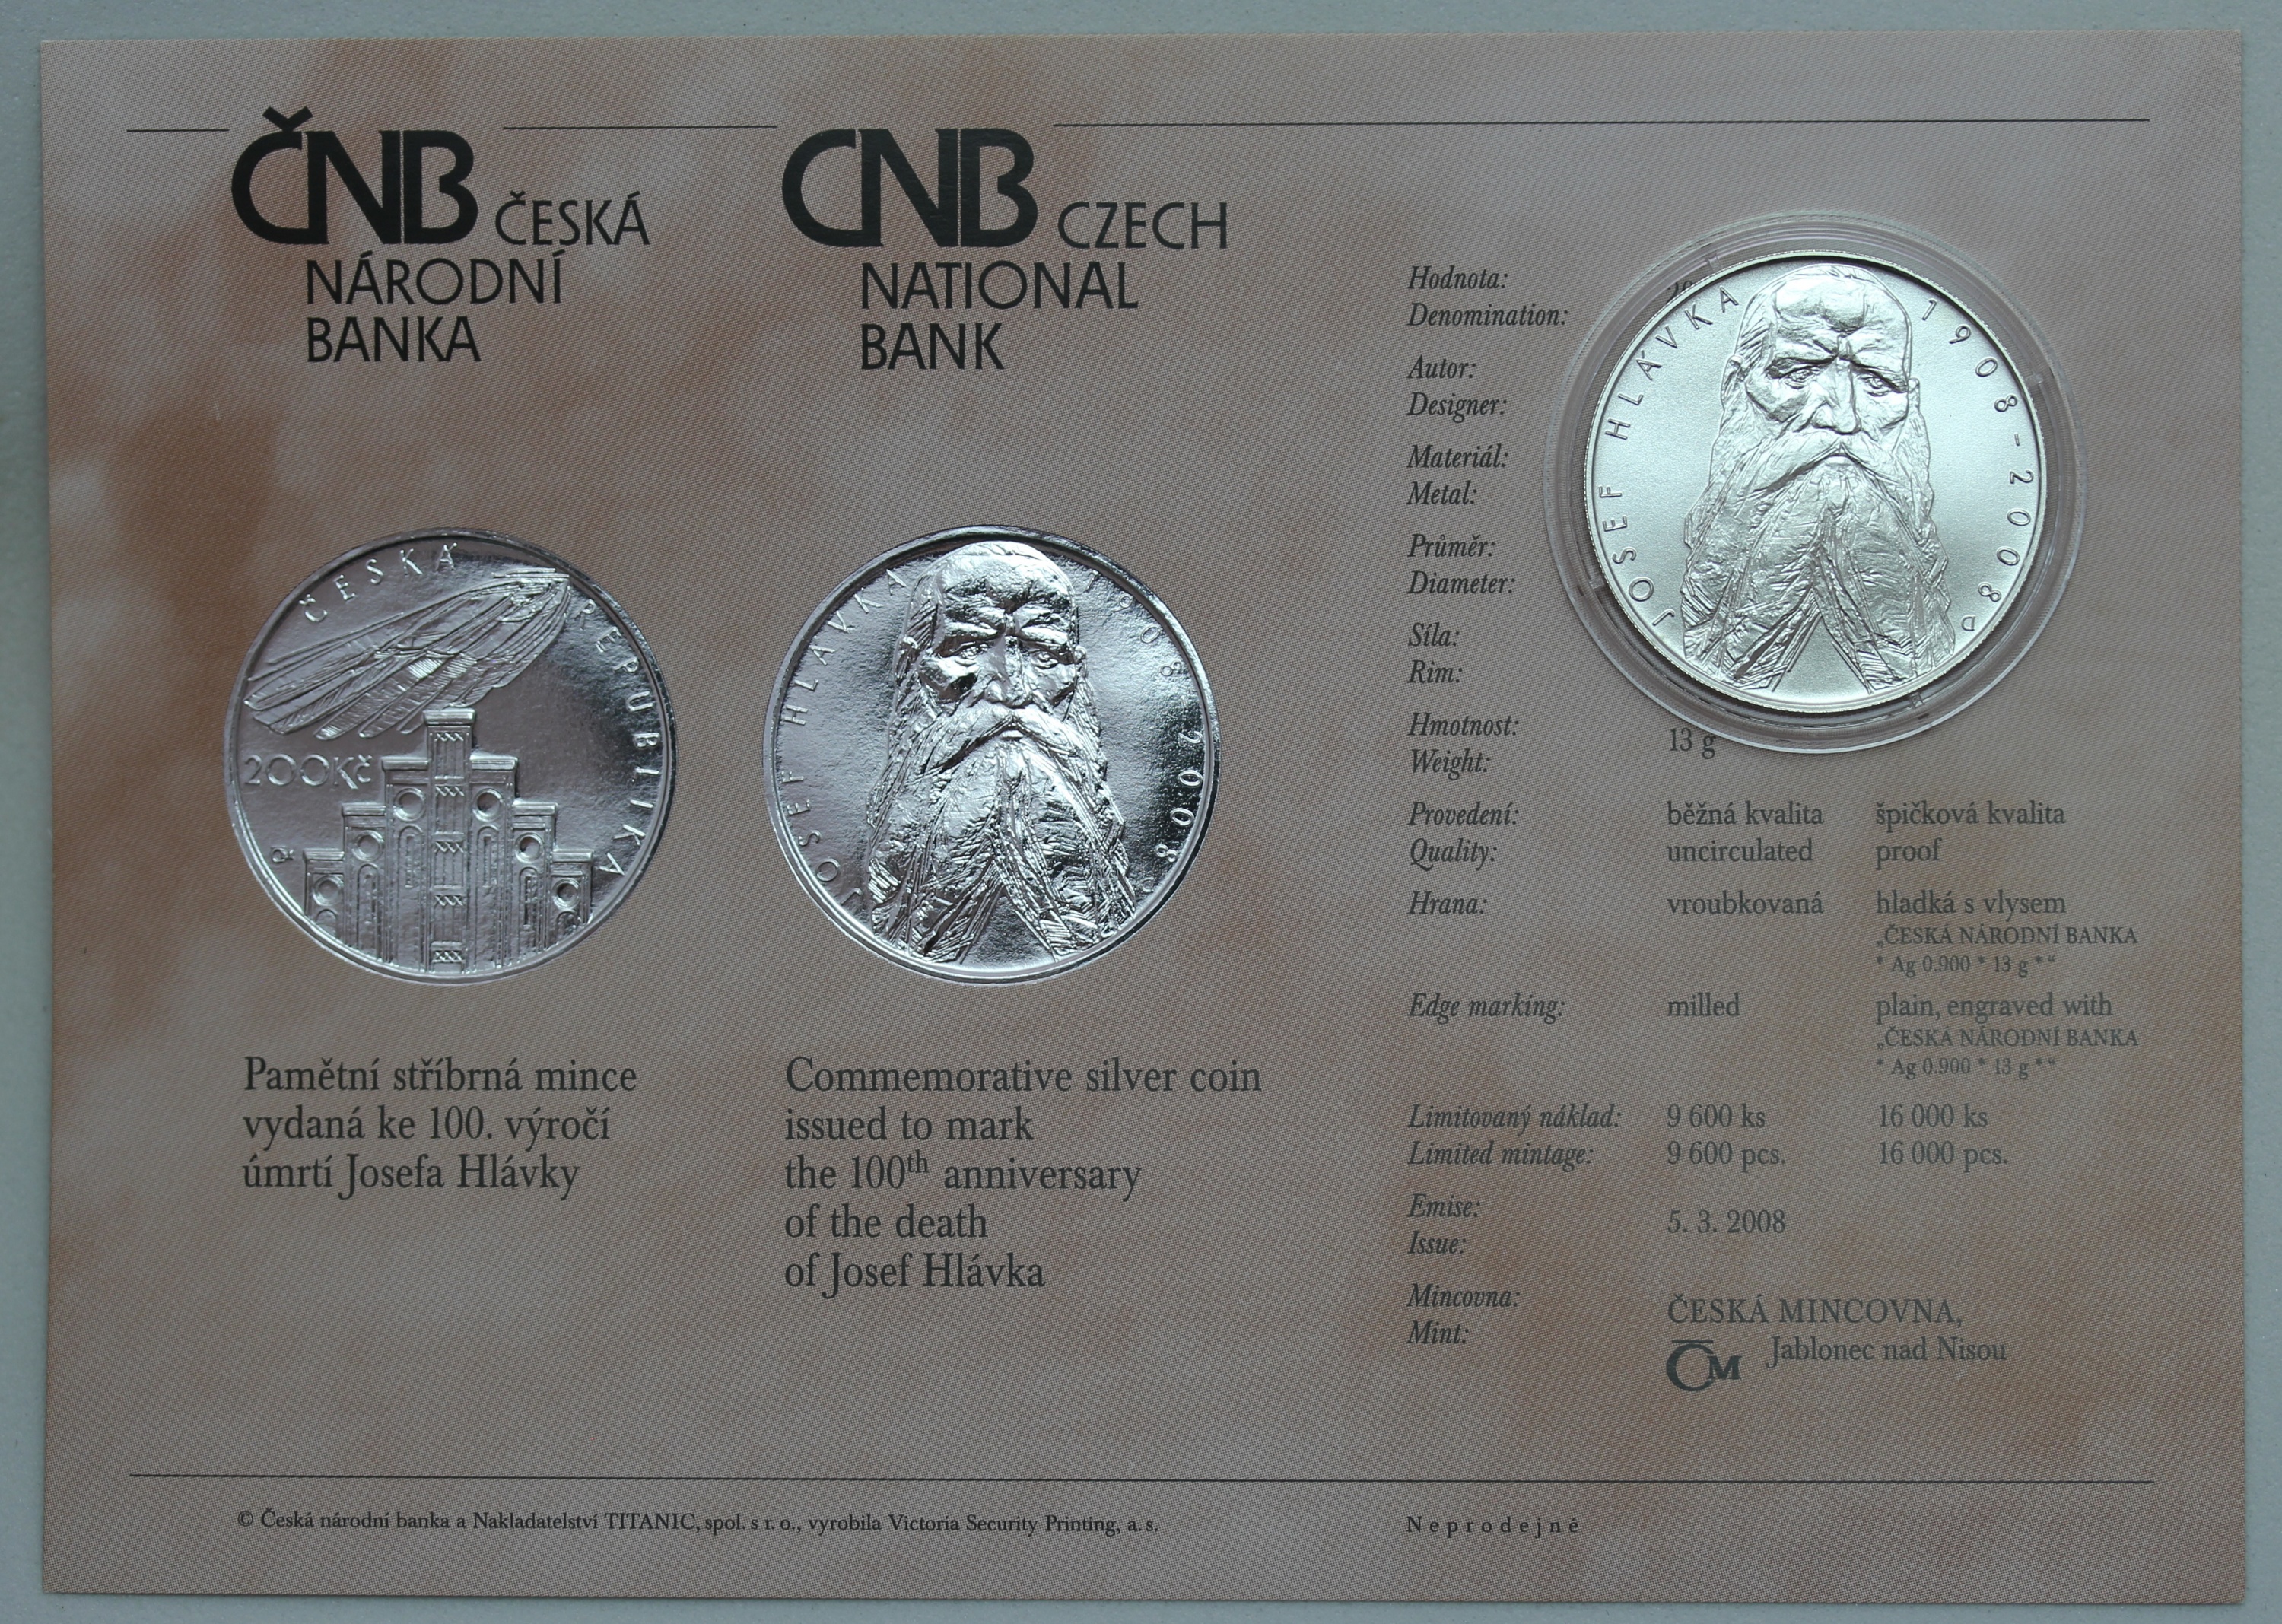 ČNB ČESKÁ
NÁRODNÍ
BANKA
CNB CZECH
NATIONAL
BANK
ČESKÁ REPUBLIKA
200Kč
JOSEF HLÁVKA 1908-2008
Pamětní stříbrná mince
vydaná ke 100. výročí
úmrtí Josefa Hlávky
Commemorative silver coin
issued to mark
the 100th anniversary
of the death
of Josef Hlávka
JOSEF HLÁVKA 1908-2008
Hodnota:
Denomination:
Autor:
Designer:
Materiál:
Metal:
Průměr:
Diameter:
Síla:
Rim:
Hmotnost:
Weight:
13 g
Provedení: běžná kvalita špičková kvalita
Quality: uncirculated proof
Hrana: vroubkovaná hladká s vlysem
„ČESKÁ NÁRODNÍ BANKA
* Ag 0.900 * 13 g *“
Edge marking: milled plain, engraved with
„ČESKÁ NÁRODNÍ BANKA
* Ag 0.900 * 13 g *“
Limitovaný náklad: 9 600 ks 16 000 ks
Limited mintage: 9 600 pcs. 16 000 pcs.
Emise:
Issue:
5. 3. 2008
Mincovna:
Mint:
ČESKÁ MINCOVNA,
ČM Jablonec nad Nisou
© Česká národní banka a Nakladatelství TITANIC, spol. s r. o., vyrobila Victoria Security Printing, a. s.
Neprodejné